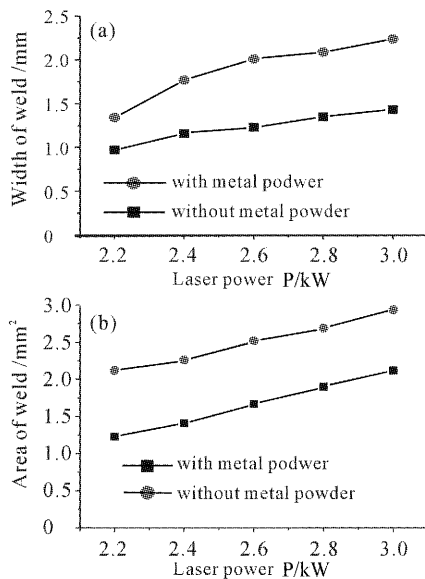 (a)
Width of weld /mm
2.5
2.0
1.5
1.0
0.5
0
with metal podwer
without metal powder
2.2 2.4 2.6 2.8 3.0
Laser power P/kW
(b)
Area of weld /mm²
3.0
2.5
2.0
1.5
1.0
0.5
0
with metal podwer
without metal powder
2.2 2.4 2.6 2.8 3.0
Laser power P/kW